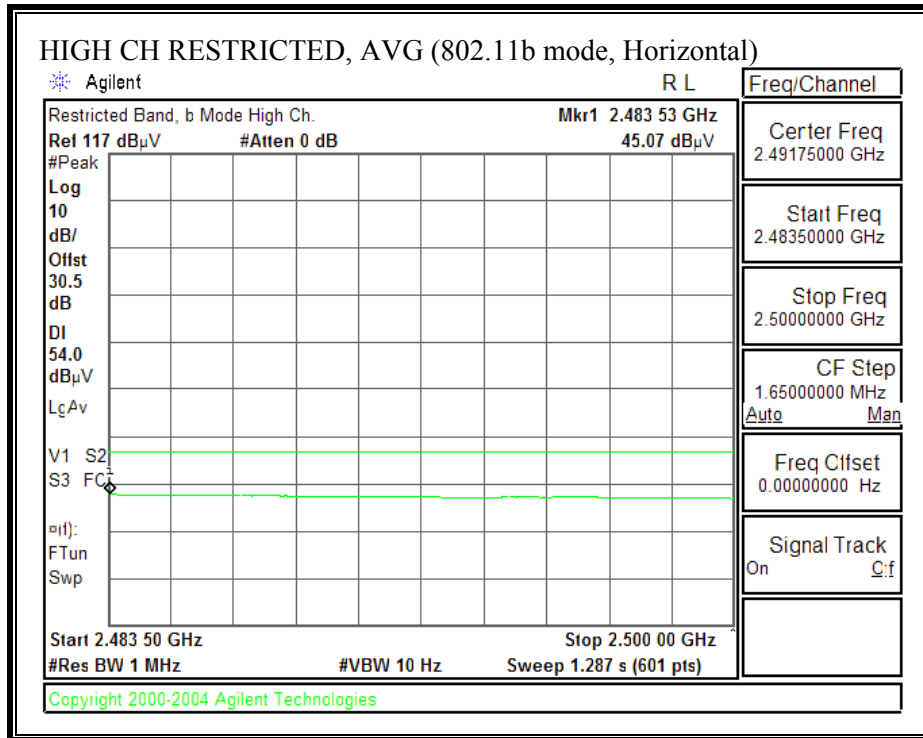 HIGH CH RESTRICTED, AVG (802.11b mode, Horizontal)
Agilent R L
Restricted Band, b Mode High Ch. Mkr1 2.483 53 GHz
Ref 117 dBµV #Atten 0 dB 45.07 dBµV
#Peak
Log
10
dB/
Offst
30.5
dB
DI
54.0
dBµV
LgAv
V1 S2
S3 FC
1
¤(f):
FTun
Swp
Start 2.483 50 GHz Stop 2.500 00 GHz
#Res BW 1 MHz #VBW 10 Hz Sweep 1.287 s (601 pts)
Copyright 2000-2004 Agilent Technologies
Freq/Channel
Center Freq
2.49175000 GHz
Start Freq
2.48350000 GHz
Stop Freq
2.50000000 GHz
CF Step
1.65000000 MHz
Auto Man
Freq Offset
0.00000000 Hz
Signal Track
On Off